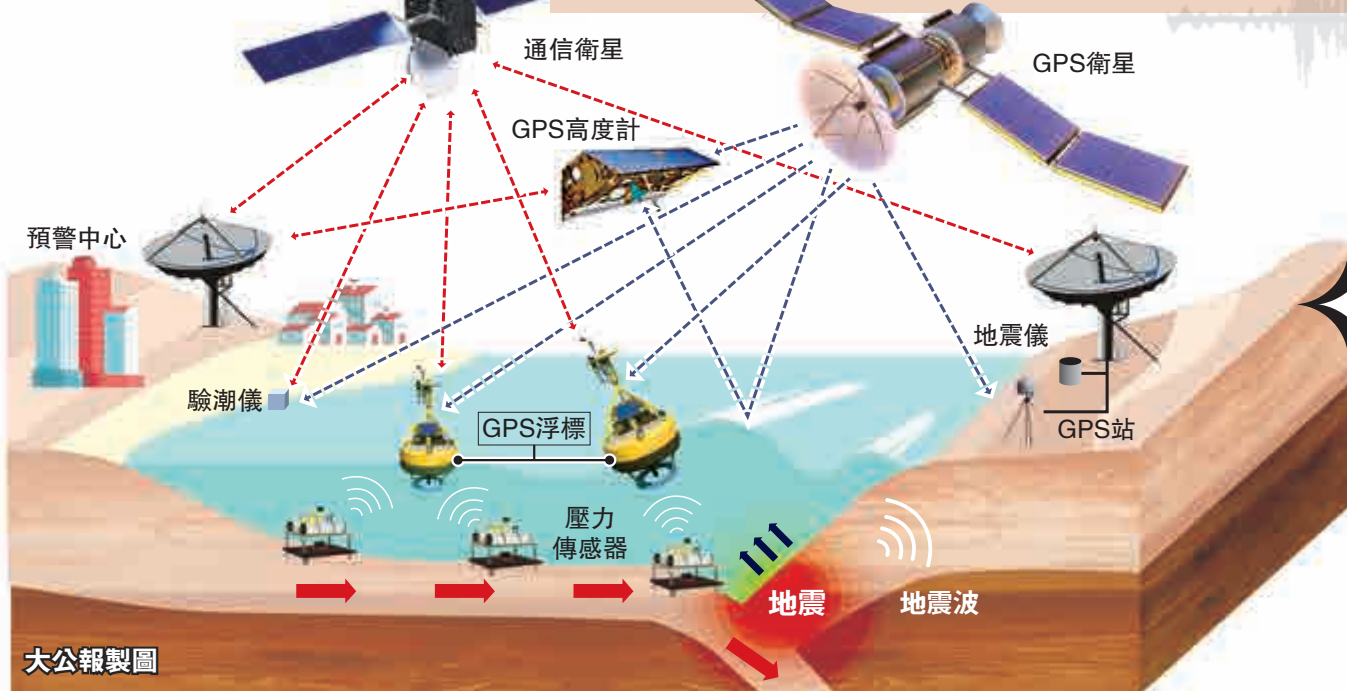 通信衛星
GPS衛星
GPS高度計
預警中心
地震儀
驗潮儀
GPS浮標
GPS站
壓力
傳感器
地震
地震波
大公報製圖